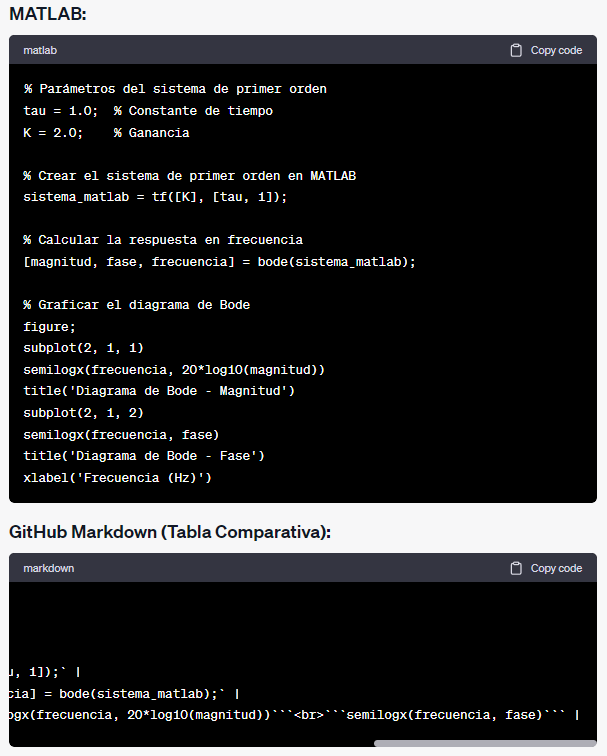 MATLAB:
matlab
Copy code
% Parámetros del sistema de primer orden
tau = 1.0;  % Constante de tiempo
K = 2.0;    % Ganancia
% Crear el sistema de primer orden en MATLAB
sistema_matlab = tf([K], [tau, 1]);
% Calcular la respuesta en frecuencia
[magnitud, fase, frecuencia] = bode(sistema_matlab);
% Graficar el diagrama de Bode
figure;
subplot(2, 1, 1)
semilogx(frecuencia, 20*log10(magnitud))
title('Diagrama de Bode - Magnitud')
subplot(2, 1, 2)
semilogx(frecuencia, fase)
title('Diagrama de Bode - Fase')
xlabel('Frecuencia (Hz)')
GitHub Markdown (Tabla Comparativa):
markdown
Copy code
, 1]);` |
cia] = bode(sistema_matlab);` |
ogx(frecuencia, 20*log10(magnitud))```<br>```semilogx(frecuencia, fase)``` |